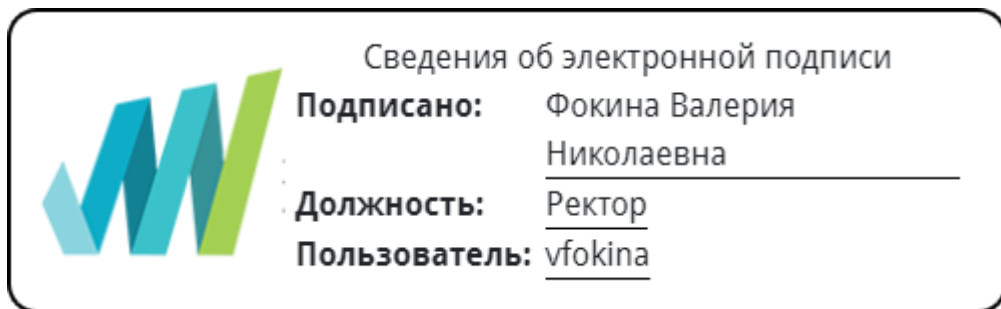 Сведения об электронной подписи
Подписано: Фокина Валерия
Николаевна
Должность: Ректор
Пользователь: vfokina